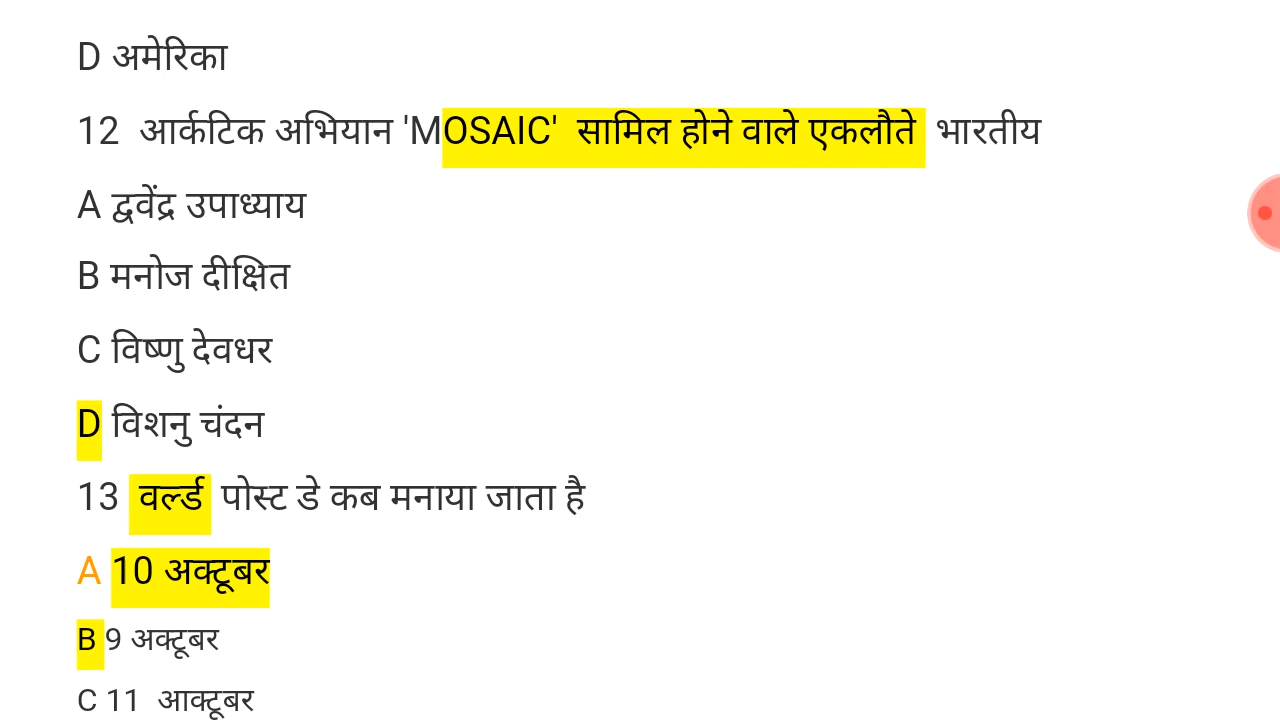 D अमेरिका
12 आर्कटिक अभियान 'MOSAIC' सामिल होने वाले एकलौते भारतीय
A द्ववेंद्र उपाध्याय
B मनोज दीक्षित
C विष्णु देवधर
D विशनु चंदन
13 वर्ल्ड पोस्ट डे कब मनाया जाता है
A 10 अक्टूबर
B 9 अक्टूबर
C 11 आक्टूबर